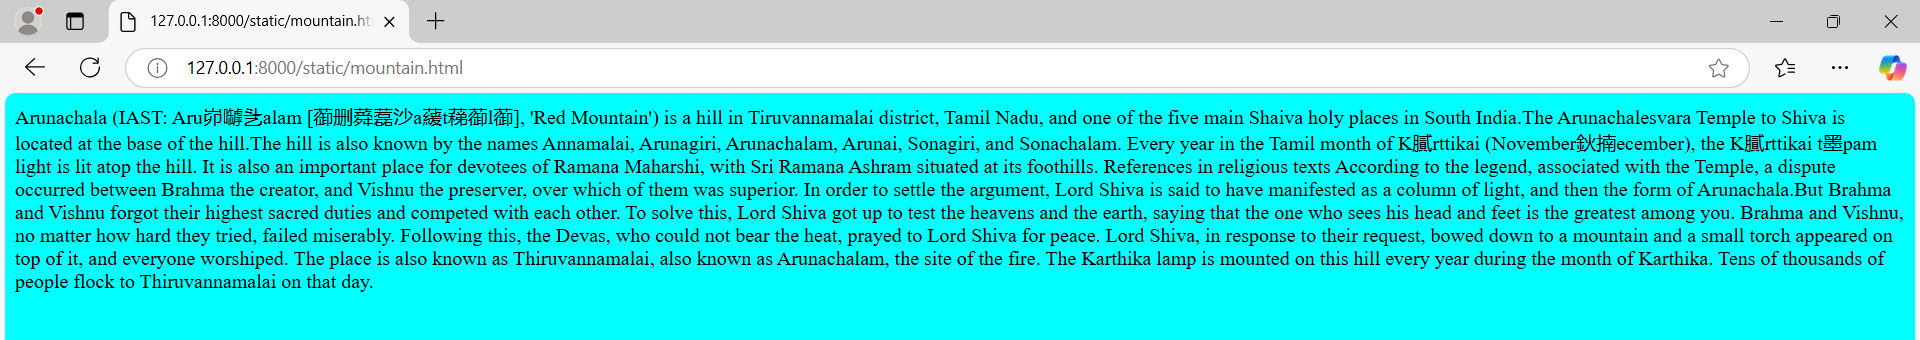 127.0.0.1:8000/static/mountain.ht
127.0.0.1:8000/static/mountain.html
Arunachala (IAST: Aru峁噳乧alam [蓹删蕣蕋沙a緩t蕱蓹l蓹], 'Red Mountain') is a hill in Tiruvannamalai district, Tamil Nadu, and one of the five main Shaiva holy places in South India.The Arunachalesvara Temple to Shiva is
located at the base of the hill.The hill is also known by the names Annamalai, Arunagiri, Arunachalam, Arunai, Sonagiri, and Sonachalam. Every year in the Tamil month of K膩rttikai (November鈥揇ecember), the K膩rttikai t墨pam
light is lit atop the hill. It is also an important place for devotees of Ramana Maharshi, with Sri Ramana Ashram situated at its foothills. References in religious texts According to the legend, associated with the Temple, a dispute
occurred between Brahma the creator, and Vishnu the preserver, over which of them was superior. In order to settle the argument, Lord Shiva is said to have manifested as a column of light, and then the form of Arunachala.But Brahma
and Vishnu forgot their highest sacred duties and competed with each other. To solve this, Lord Shiva got up to test the heavens and the earth, saying that the one who sees his head and feet is the greatest among you. Brahma and Vishnu,
no matter how hard they tried, failed miserably. Following this, the Devas, who could not bear the heat, prayed to Lord Shiva for peace. Lord Shiva, in response to their request, bowed down to a mountain and a small torch appeared on
top of it, and everyone worshiped. The place is also known as Thiruvannamalai, also known as Arunachalam, the site of the fire. The Karthika lamp is mounted on this hill every year during the month of Karthika. Tens of thousands of
people flock to Thiruvannamalai on that day.